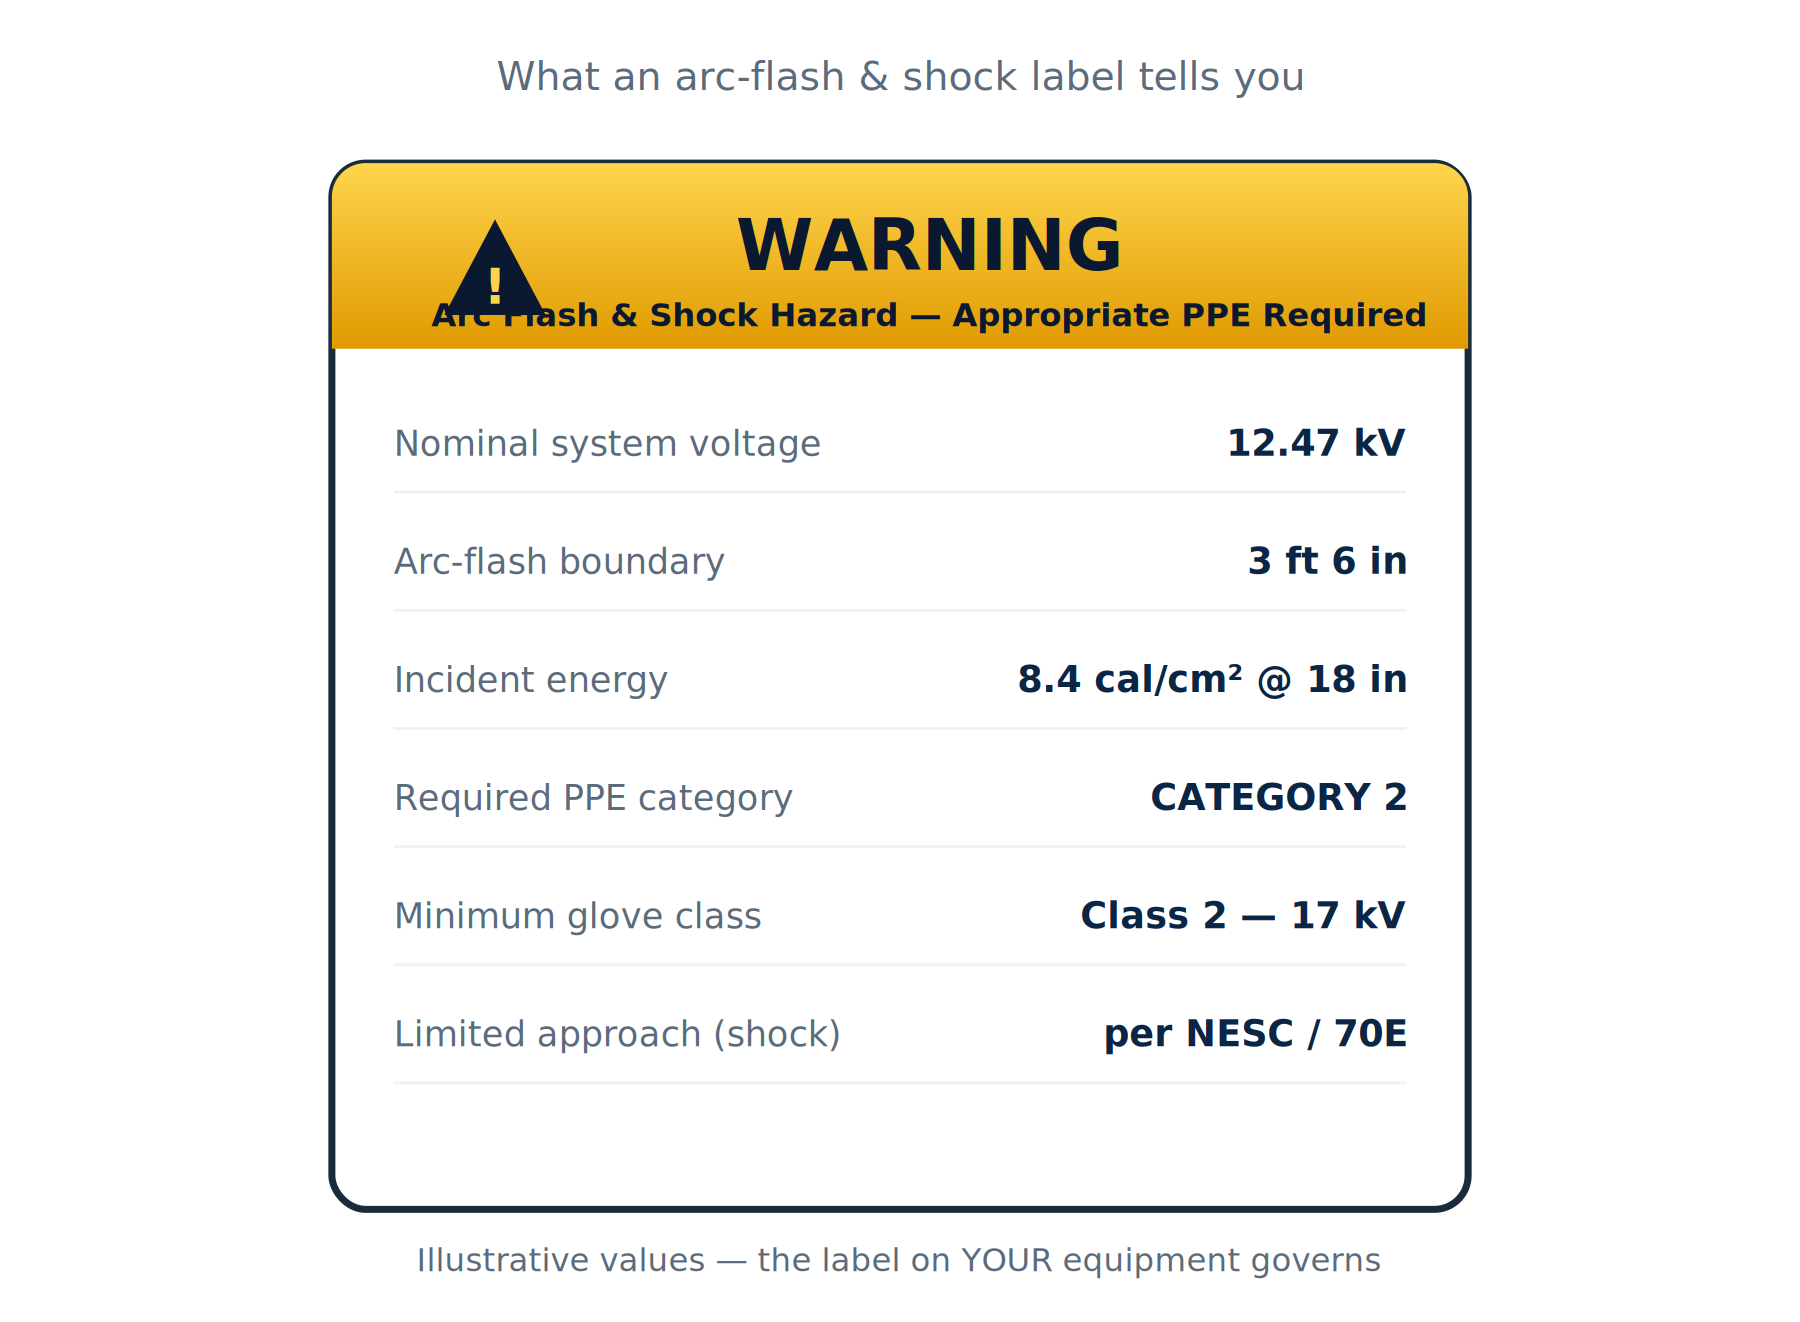 What an arc-flash & shock label tells you
WARNING
!
Arc Flash & Shock Hazard — Appropriate PPE Required
Nominal system voltage 12.47 kV
Arc-flash boundary 3 ft 6 in
Incident energy 8.4 cal/cm² @ 18 in
Required PPE category CATEGORY 2
Minimum glove class Class 2 — 17 kV
Limited approach (shock) per NESC / 70E
Illustrative values — the label on YOUR equipment governs